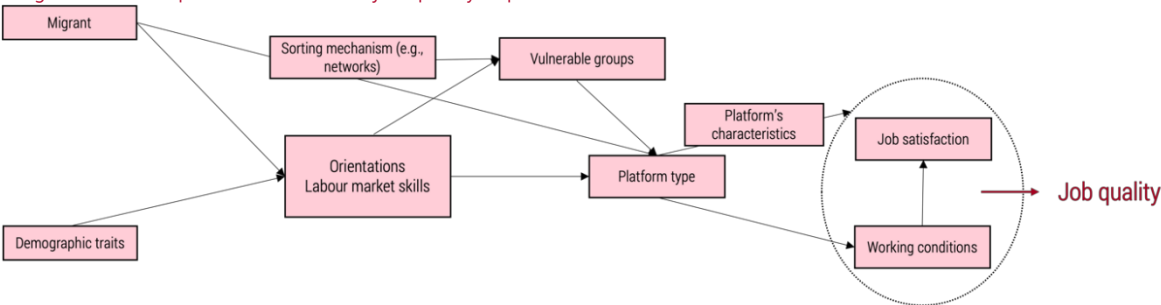 Migrant
Sorting mechanism (e.g.,
networks)
Vulnerable groups
Platform's
characteristics
Job satisfaction
Orientations
Labour market skills
Platform type
Job quality
Demographic traits
Working conditions